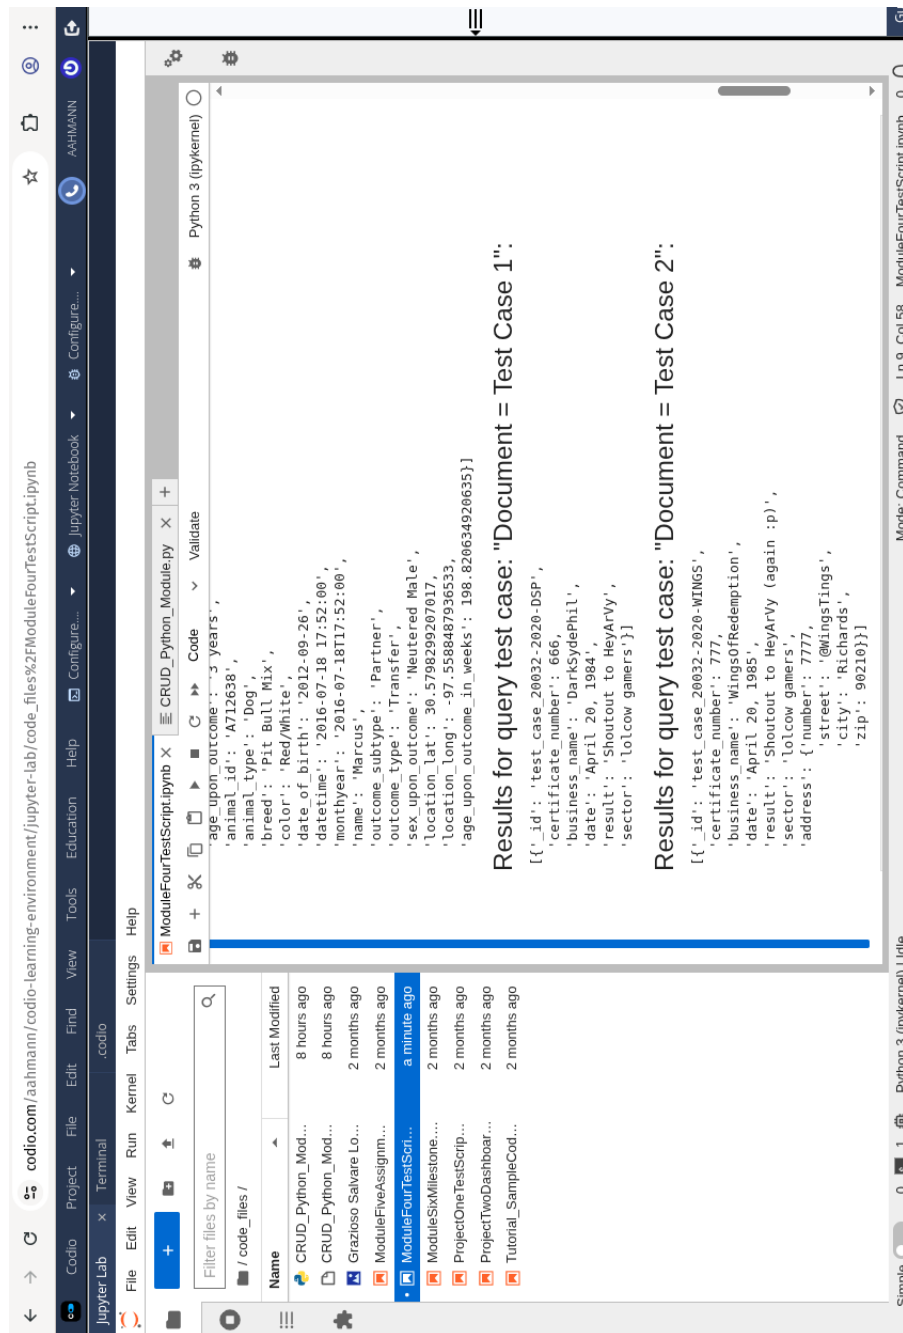 codio.com/aahmann/codio-learning-environment/jupyter-lab/code_files%2FModuleFourTestScript.ipynb
Codio Project File Edit Find View Tools Education Help Configure.... Jupyter Notebook Configure.... AAHMANN
Jupyter Lab × Terminal .codio
File Edit View Run Kernel Tabs Settings Help
+
Filter files by name
/ code_files /
Name Last Modified
CRUD_Python_Mod... 8 hours ago
CRUD_Python_Mod... 8 hours ago
Grazioso Salvare Lo... 2 months ago
ModuleFiveAssignm... 2 months ago
ModuleFourTestScri... a minute ago
ModuleSixMilestone.... 2 months ago
ProjectOneTestScrip... 2 months ago
ProjectTwoDashboar... 2 months ago
Tutorial_SampleCod... 2 months ago
ModuleFourTestScript.ipynb × CRUD_Python_Module.py × +
Code Validate Python 3 (ipykernel)
'age_upon_outcome': '3 years',
'animal_id': 'A712638',
'animal_type': 'Dog',
'breed': 'Pit Bull Mix',
'color': 'Red/White',
'date_of_birth': '2012-09-26',
'datetime': '2016-07-18 17:52:00',
'monthyear': '2016-07-18T17:52:00',
'name': 'Marcus',
'outcome_subtype': 'Partner',
'outcome_type': 'Transfer',
'sex_upon_outcome': 'Neutered Male',
'location_lat': 30.5798299207017,
'location_long': -97.5588487936533,
'age_upon_outcome_in_weeks': 198.820634920635}]
Results for query test case: "Document = Test Case 1":
[{'_id': 'test_case_20032-2020-DSP',
'certificate_number': 666,
'business_name': 'DarkSydePhil',
'date': 'April 20, 1984',
'result': 'Shoutout to HeyArVy',
'sector': 'lolcow gamers'}]
Results for query test case: "Document = Test Case 2":
[{'_id': 'test_case_20032-2020-WINGS',
'certificate_number': 777,
'business_name': 'WingsOfRedemption',
'date': 'April 20, 1985',
'result': 'Shoutout to HeyArVy (again :p)',
'sector': 'lolcow gamers',
'address': {'number': 7777,
'street': '@WingsTings',
'city': 'Richards',
'zip': 90210}}]
Simple 0 1 Python 3 (ipykernel) | Idle Mode: Command Ln 9, Col 58 ModuleFourTestScript.ipynb 0